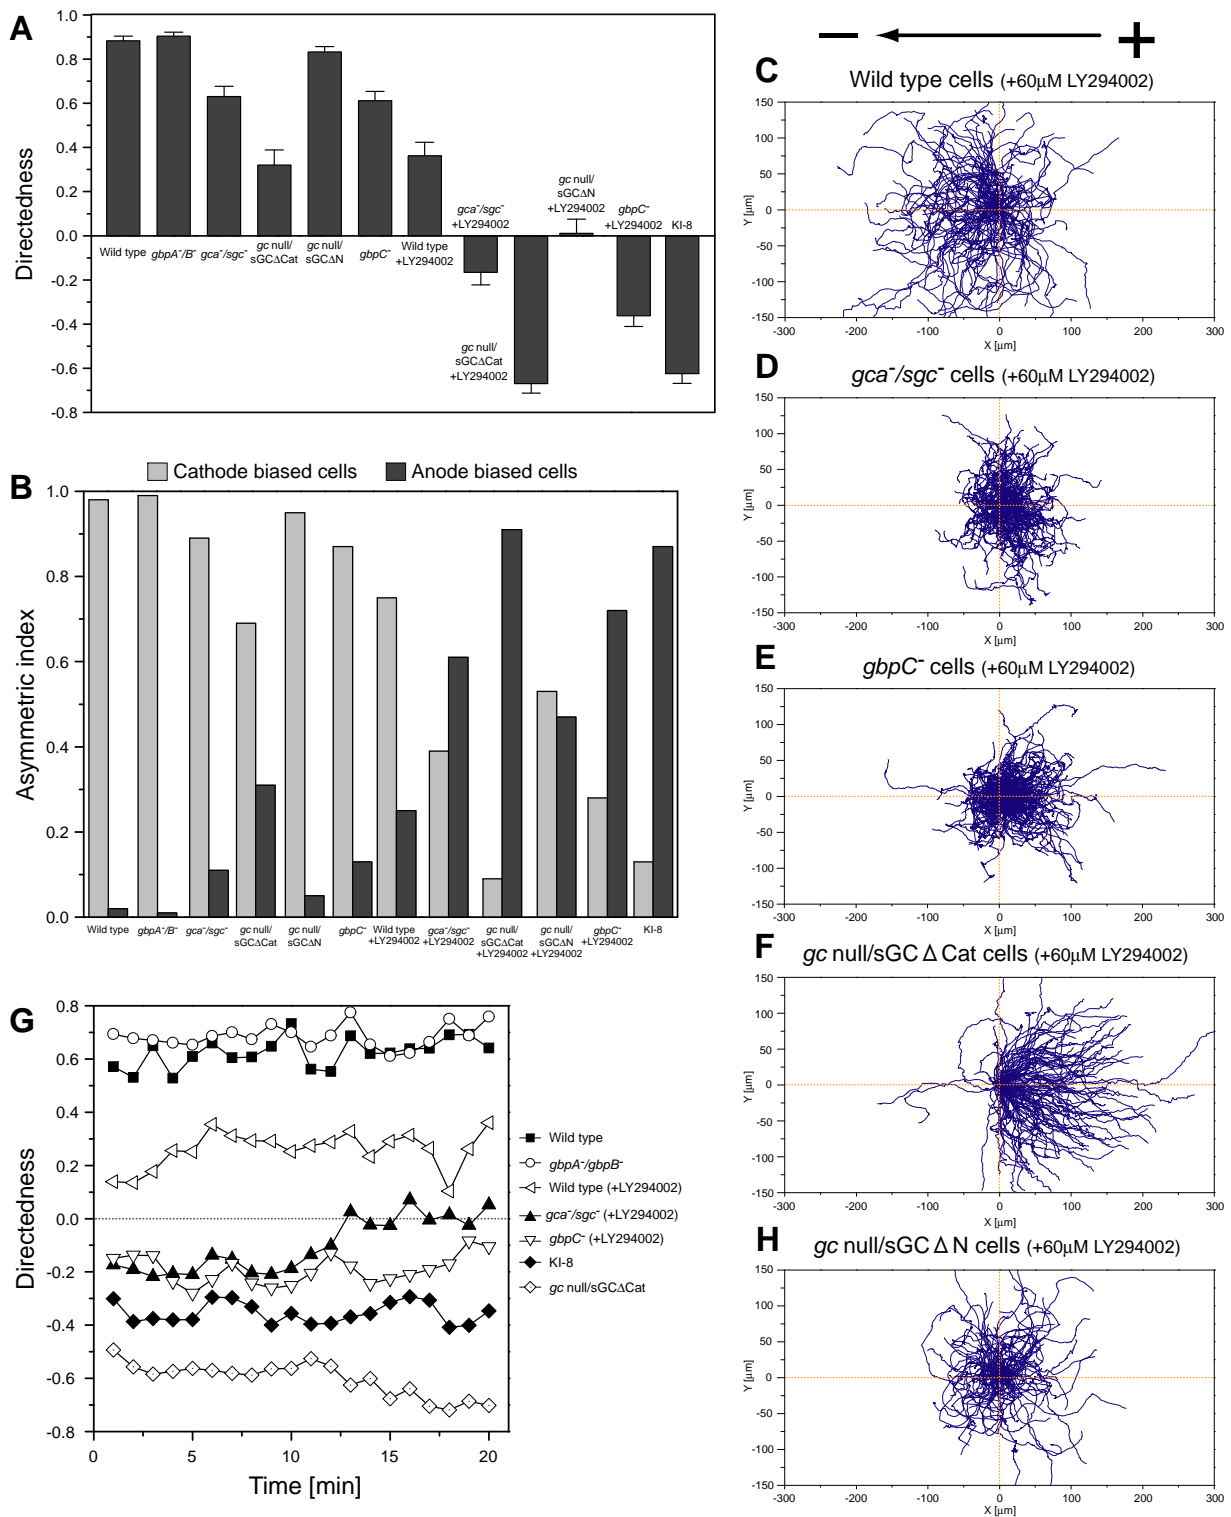 A
1.0
0.8
0.6
0.4
0.2
0.0
-0.2
-0.4
-0.6
-0.8
Directedness
Wild type
gbpA⁻/B⁻
gca⁻/sgc⁻
gc null/
sGCΔCat
gc null/
sGCΔN
gbpC⁻
Wild type
+LY294002
gca⁻/sgc⁻
+LY294002
gc null/
sGCΔCat
+LY294002
gc null/
sGCΔN
+LY294002
gbpC⁻
+LY294002
KI-8
B
Cathode biased cells
Anode biased cells
1.0
0.8
0.6
0.4
0.2
0.0
Asymmetric index
Wild type
gbpA⁻/B⁻
gca⁻/sgc⁻
gc null/
sGCΔCat
gc null/
sGCΔN
gbpC⁻
Wild type
+LY294002
gca⁻/sgc⁻
+LY294002
gc null/
sGCΔCat
+LY294002
gc null/
sGCΔN
+LY294002
gbpC⁻
+LY294002
KI-8
G
0.8
0.6
0.4
0.2
0.0
-0.2
-0.4
-0.6
-0.8
Directedness
0
5
10
15
20
Time [min]
Wild type
gbpA⁻/gbpB⁻
Wild type (+LY294002)
gca⁻/sgc⁻ (+LY294002)
gbpC⁻ (+LY294002)
KI-8
gc null/sGCΔCat
− +
C
Wild type cells (+60μM LY294002)
150
100
50
0
-50
-100
-150
Y [μm]
-300
-200
-100
0
100
200
300
X [μm]
D
gca⁻/sgc⁻ cells (+60μM LY294002)
150
100
50
0
-50
-100
-150
Y [μm]
-300
-200
-100
0
100
200
300
X [μm]
E
gbpC⁻ cells (+60μM LY294002)
150
100
50
0
-50
-100
-150
Y [μm]
-300
-200
-100
0
100
200
300
X [μm]
F
gc null/sGC Δ Cat cells (+60μM LY294002)
150
100
50
0
-50
-100
-150
Y [μm]
-300
-200
-100
0
100
200
300
X [μm]
H
gc null/sGC Δ N cells (+60μM LY294002)
150
100
50
0
-50
-100
-150
Y [μm]
-300
-200
-100
0
100
200
300
X [μm]